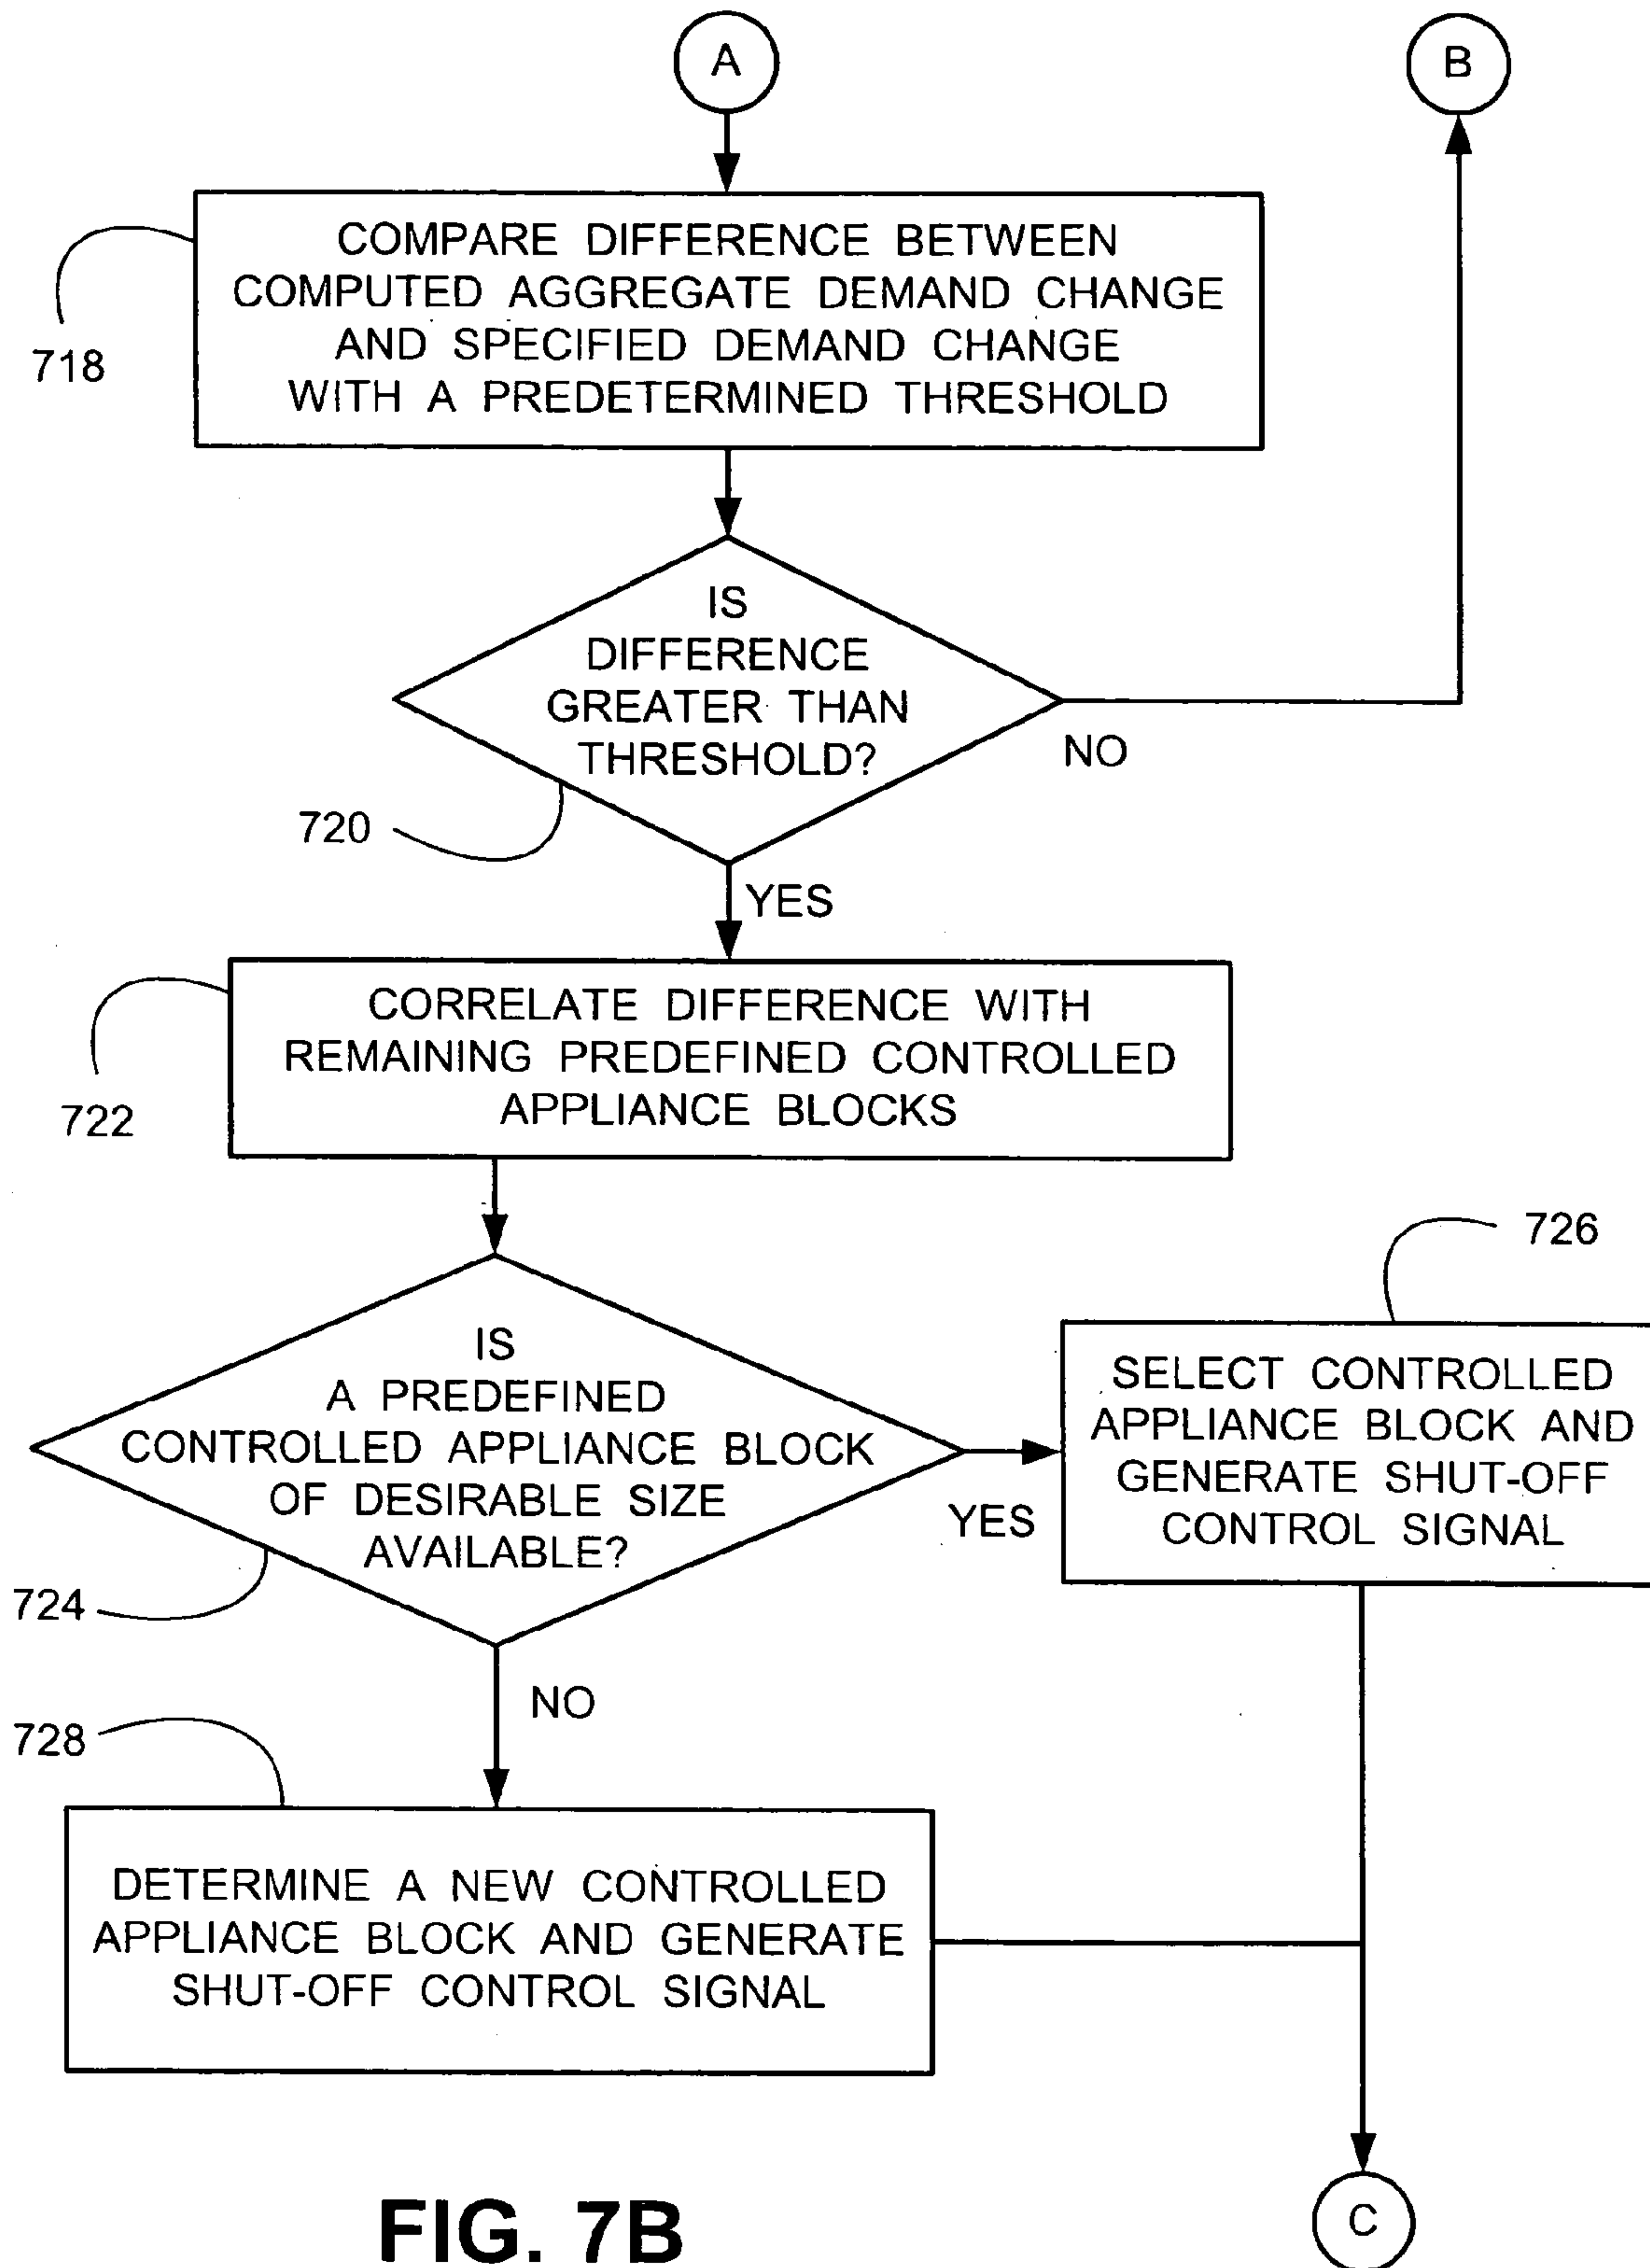 A
B
COMPARE DIFFERENCE BETWEEN
COMPUTED AGGREGATE DEMAND CHANGE
AND SPECIFIED DEMAND CHANGE
WITH A PREDETERMINED THRESHOLD
718
IS
DIFFERENCE
GREATER THAN
THRESHOLD?
NO
720
YES
CORRELATE DIFFERENCE WITH
REMAINING PREDEFINED CONTROLLED
APPLIANCE BLOCKS
722
726
IS
A PREDEFINED
CONTROLLED APPLIANCE BLOCK
OF DESIRABLE SIZE
AVAILABLE?
YES
SELECT CONTROLLED
APPLIANCE BLOCK AND
GENERATE SHUT-OFF
CONTROL SIGNAL
724
NO
728
DETERMINE A NEW CONTROLLED
APPLIANCE BLOCK AND GENERATE
SHUT-OFF CONTROL SIGNAL
C
FIG. 7B